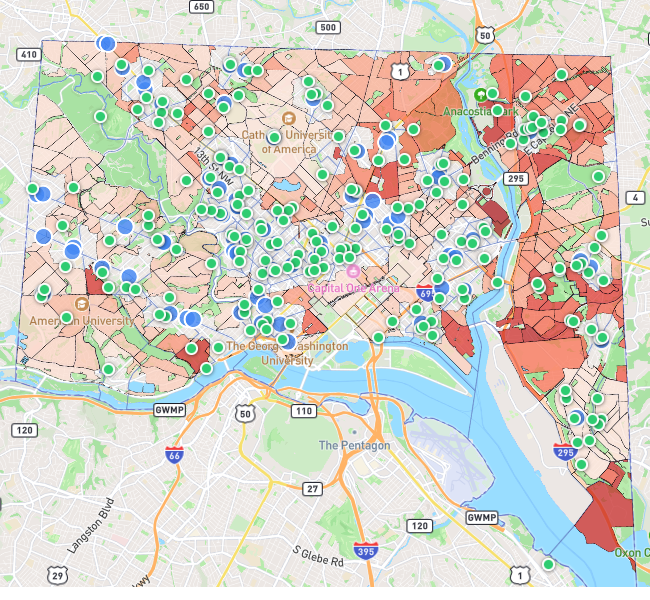 650
500
50
410
1
Anacostia Park
Catholic University
of America
13th St NW
Benning Rd
295
4
Capital One Arena
695
American University
The George Washington
University
GWMP
50
110
120
66
The Pentagon
295
27
GWMP
120
Langston Blvd
395
S Glebe Rd
1
29
Oxon C